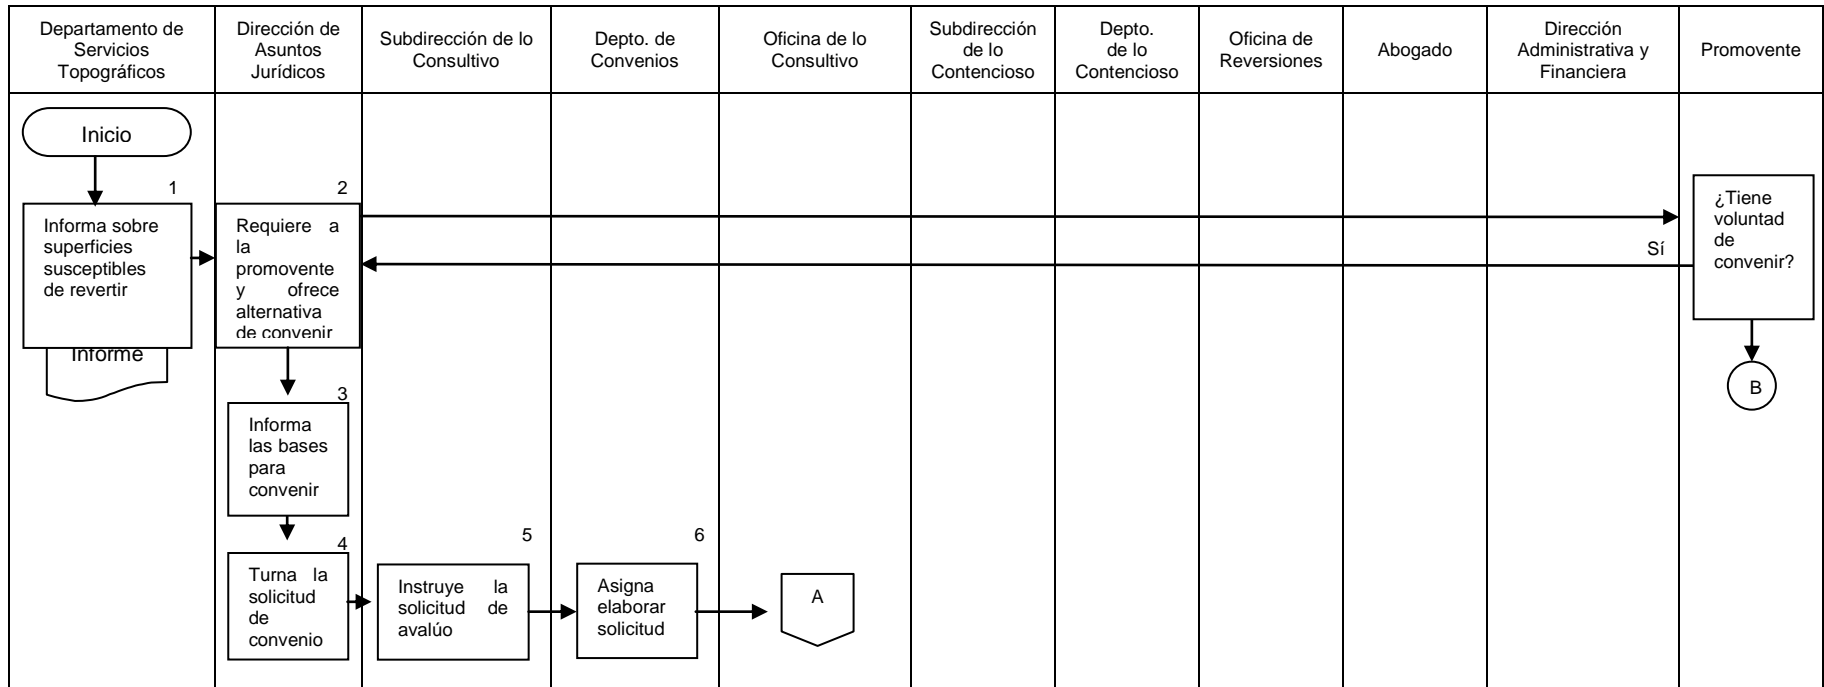 Departamento de
Servicios
Topográficos
Dirección de
Asuntos
Jurídicos
Subdirección de lo
Consultivo
Depto. de
Convenios
Oficina de lo
Consultivo
Subdirección
de lo
Contencioso
Depto.
de lo
Contencioso
Oficina de
Reversiones
Abogado
Dirección
Administrativa y
Financiera
Promovente
Inicio
1
Informa sobre
superficies
susceptibles
de revertir
Informe
2
Requiere a
la
promovente
y ofrece
alternativa
de convenir
¿Tiene
voluntad
de
convenir?
Sí
B
3
Informa
las bases
para
convenir
4
Turna la
solicitud
de
convenio
5
Instruye la
solicitud de
avalúo
6
Asigna
elaborar
solicitud
A